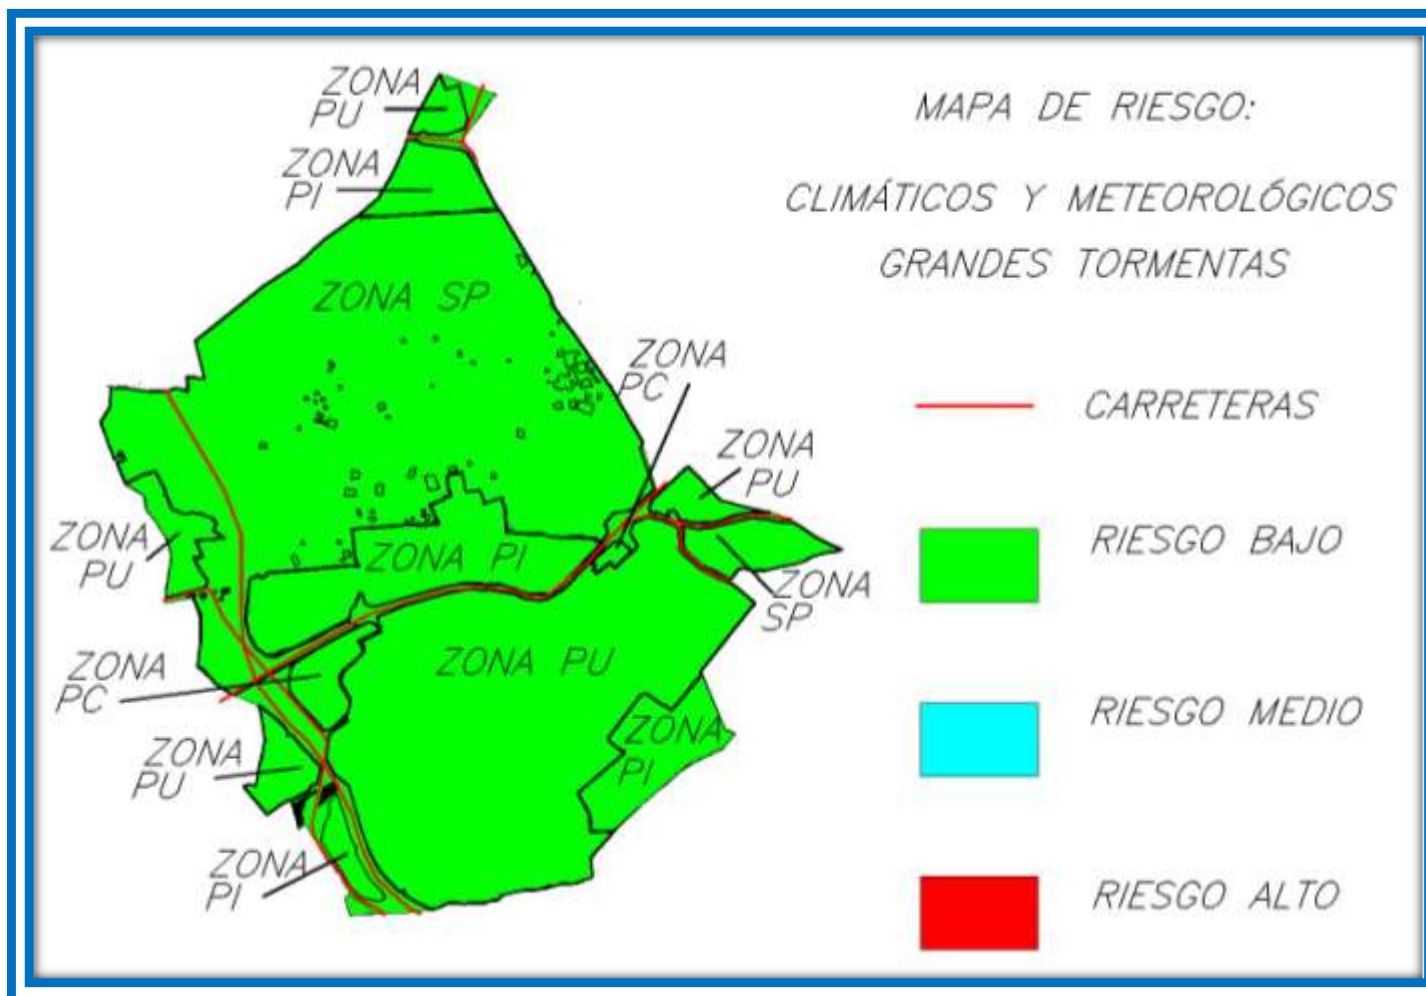 ZONA
PU
ZONA
PI
ZONA SP
ZONA
PC
ZONA
PU
ZONA
PU
ZONA PI
ZONA
SP
ZONA
PC
ZONA PU
ZONA
PU
ZONA
PI
ZONA
PI
MAPA DE RIESGO:
CLIMÁTICOS Y METEOROLÓGICOS
GRANDES TORMENTAS
CARRETERAS
RIESGO BAJO
RIESGO MEDIO
RIESGO ALTO